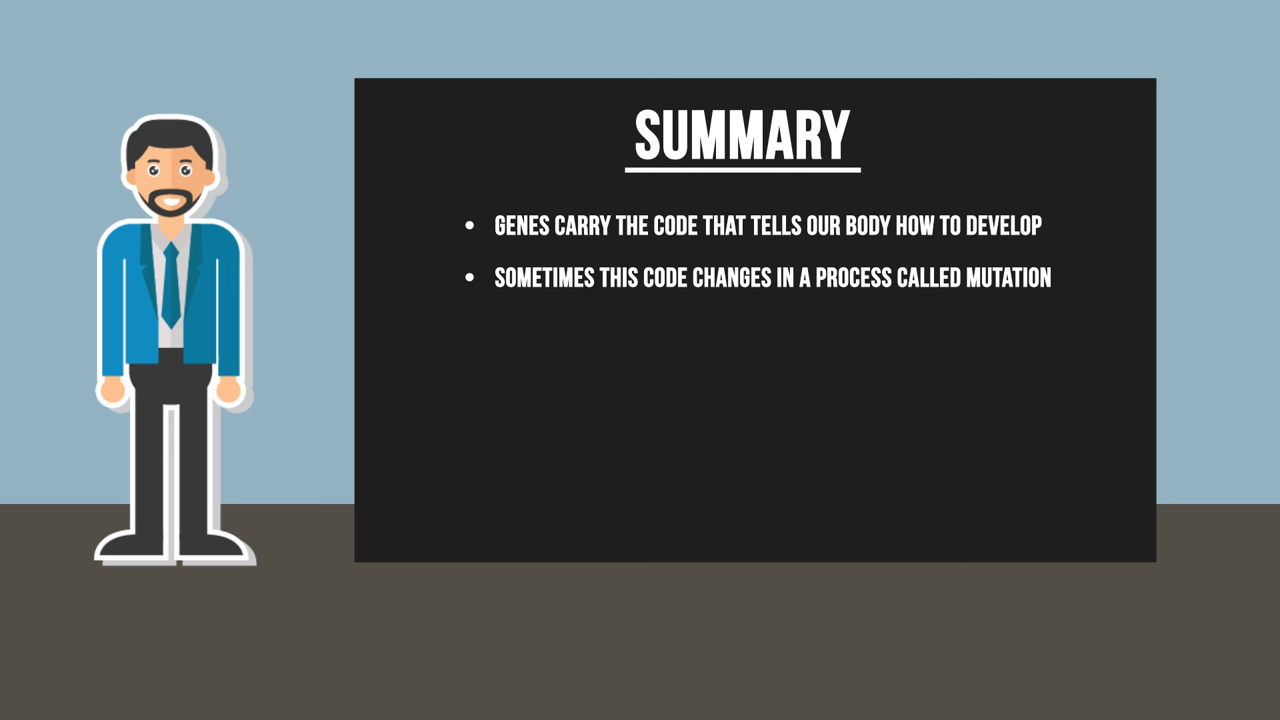 SUMMARY
• GENES CARRY THE CODE THAT TELLS OUR BODY HOW TO DEVELOP
• SOMETIMES THIS CODE CHANGES IN A PROCESS CALLED MUTATION